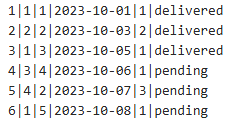 1|1|1|2023-10-01|1|delivered
2|2|2|2023-10-03|2|delivered
3|1|3|2023-10-05|1|delivered
4|3|4|2023-10-06|1|pending
5|4|2|2023-10-07|3|pending
6|1|5|2023-10-08|1|pending